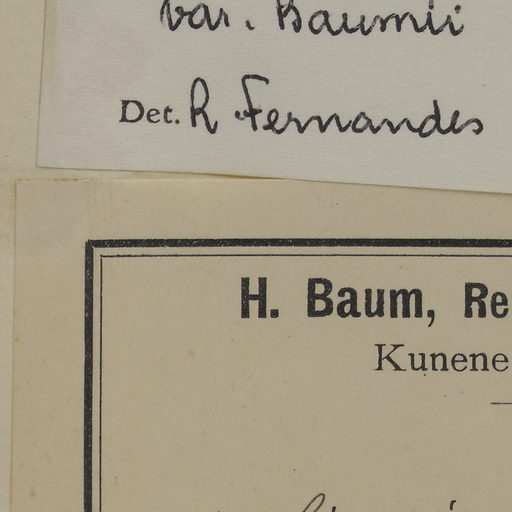 var. Baumii
Det. R Fernandes
H. Baum, Re
Kunene